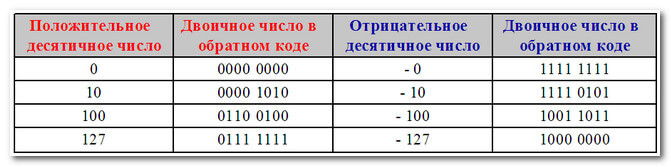 Положительное десятичное число Двоичное число в обратном коде Отрицательное десятичное число Двоичное число в обратном коде
0 0000 0000 - 0 1111 1111
10 0000 1010 - 10 1111 0101
100 0110 0100 - 100 1001 1011
127 0111 1111 - 127 1000 0000